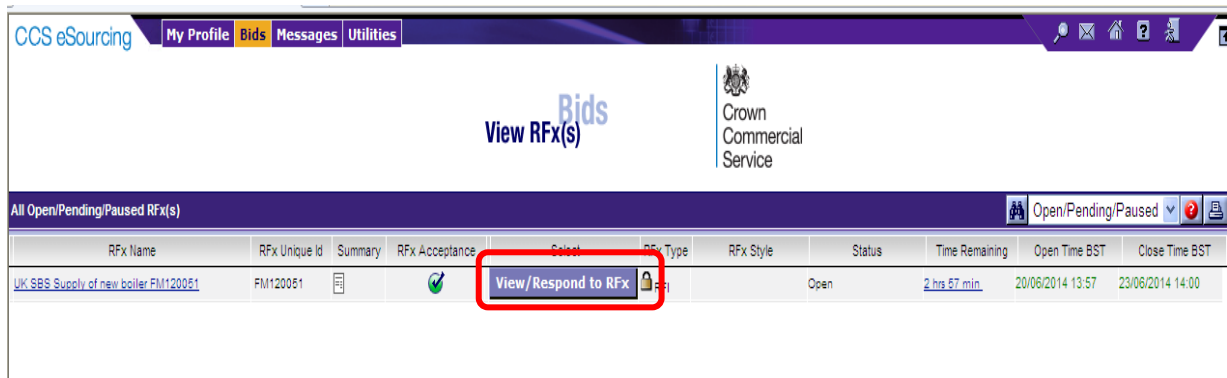 CCS eSourcing My Profile Bids Messages Utilities
Bids
View RFx(s)
Crown
Commercial
Service
All Open/Pending/Paused RFx(s) Open/Pending/Paused
RFx Name RFx Unique Id Summary RFx Acceptance Select RFx Type RFx Style Status Time Remaining Open Time BST Close Time BST
UK SBS Supply of new boiler FM120051 FM120051 View/Respond to RFx RFI Open 2 hrs 57 min 20/06/2014 13:57 23/06/2014 14:00